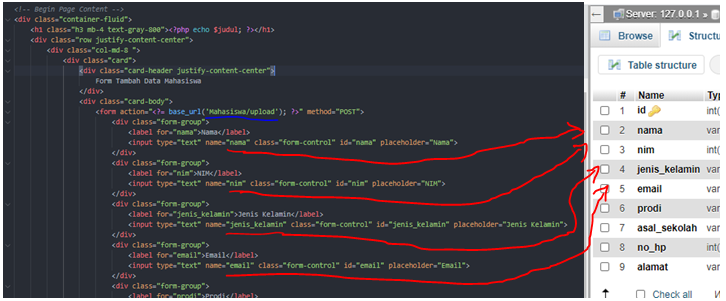 <!-- Begin Page Content -->
<div class="container-fluid">
<h1 class="h3 mb-4 text-gray-800"><?php echo $judul; ?></h1>
<div class="row justify-content-center">
<div class="col-md-8 ">
<div class="card">
<div class="card-header justify-content-center">
Form Tambah Data Mahasiswa
</div>
<div class="card-body">
<form action="<?= base_url('Mahasiswa/upload'); ?>" method="POST">
<div class="form-group">
<label for="nama">Nama</label>
<input type="text" name="nama" class="form-control" id="nama" placeholder="Nama">
</div>
<div class="form-group">
<label for="nim">NIM</label>
<input type="text" name="nim" class="form-control" id="nim" placeholder="NIM">
</div>
<div class="form-group">
<label for="jenis_kelamin">Jenis Kelamin</label>
<input type="text" name="jenis_kelamin" class="form-control" id="jenis_kelamin" placeholder="Jenis Kelamin">
</div>
<div class="form-group">
<label for="email">Email</label>
<input type="text" name="email" class="form-control" id="email" placeholder="Email">
</div>
<div class="form-group">
<label for="prodi">Prodi</label>
Server: 127.0.0.1 »
Browse
Table structure
# Name
1 id int(
2 nama
3 nim int(
4 jenis_kelamin
5 email
6 prodi
7 asal_sekolah
8 no_hp int(
9 alamat
Check all